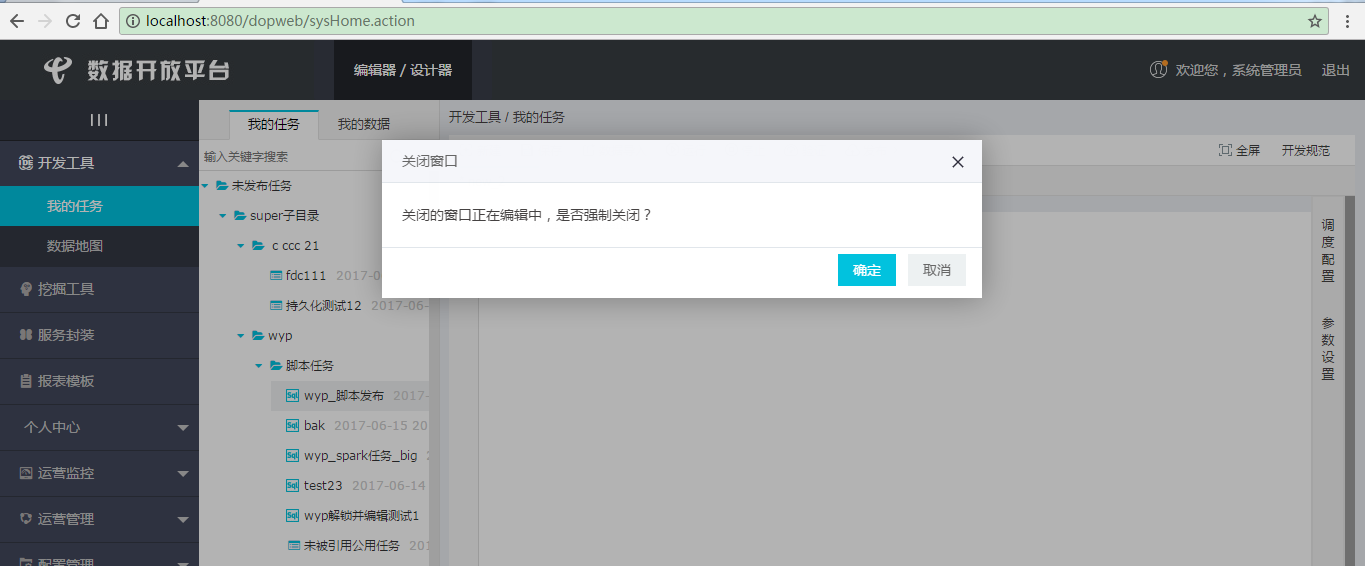 localhost:8080/dopweb/sysHome.action
数据开放平台
编辑器 / 设计器
欢迎您，系统管理员
退出
开发工具
我的任务
数据地图
挖掘工具
服务封装
报表模板
个人中心
运营监控
运营管理
配置管理
我的任务
我的数据
输入关键字搜索
未发布任务
super子目录
c ccc 21
fdc111 2017-0
持久化测试12 2017-06-
wyp
脚本任务
Sql wyp_脚本发布 2017-
Sql bak 2017-06-15 20
Sql wyp_spark任务_big
Sql test23 2017-06-14
Sql wyp解锁并编辑测试1
未被引用公用任务 201
开发工具 / 我的任务
全屏
开发规范
关闭窗口
关闭的窗口正在编辑中，是否强制关闭？
确定
取消
调度配置
参数设置